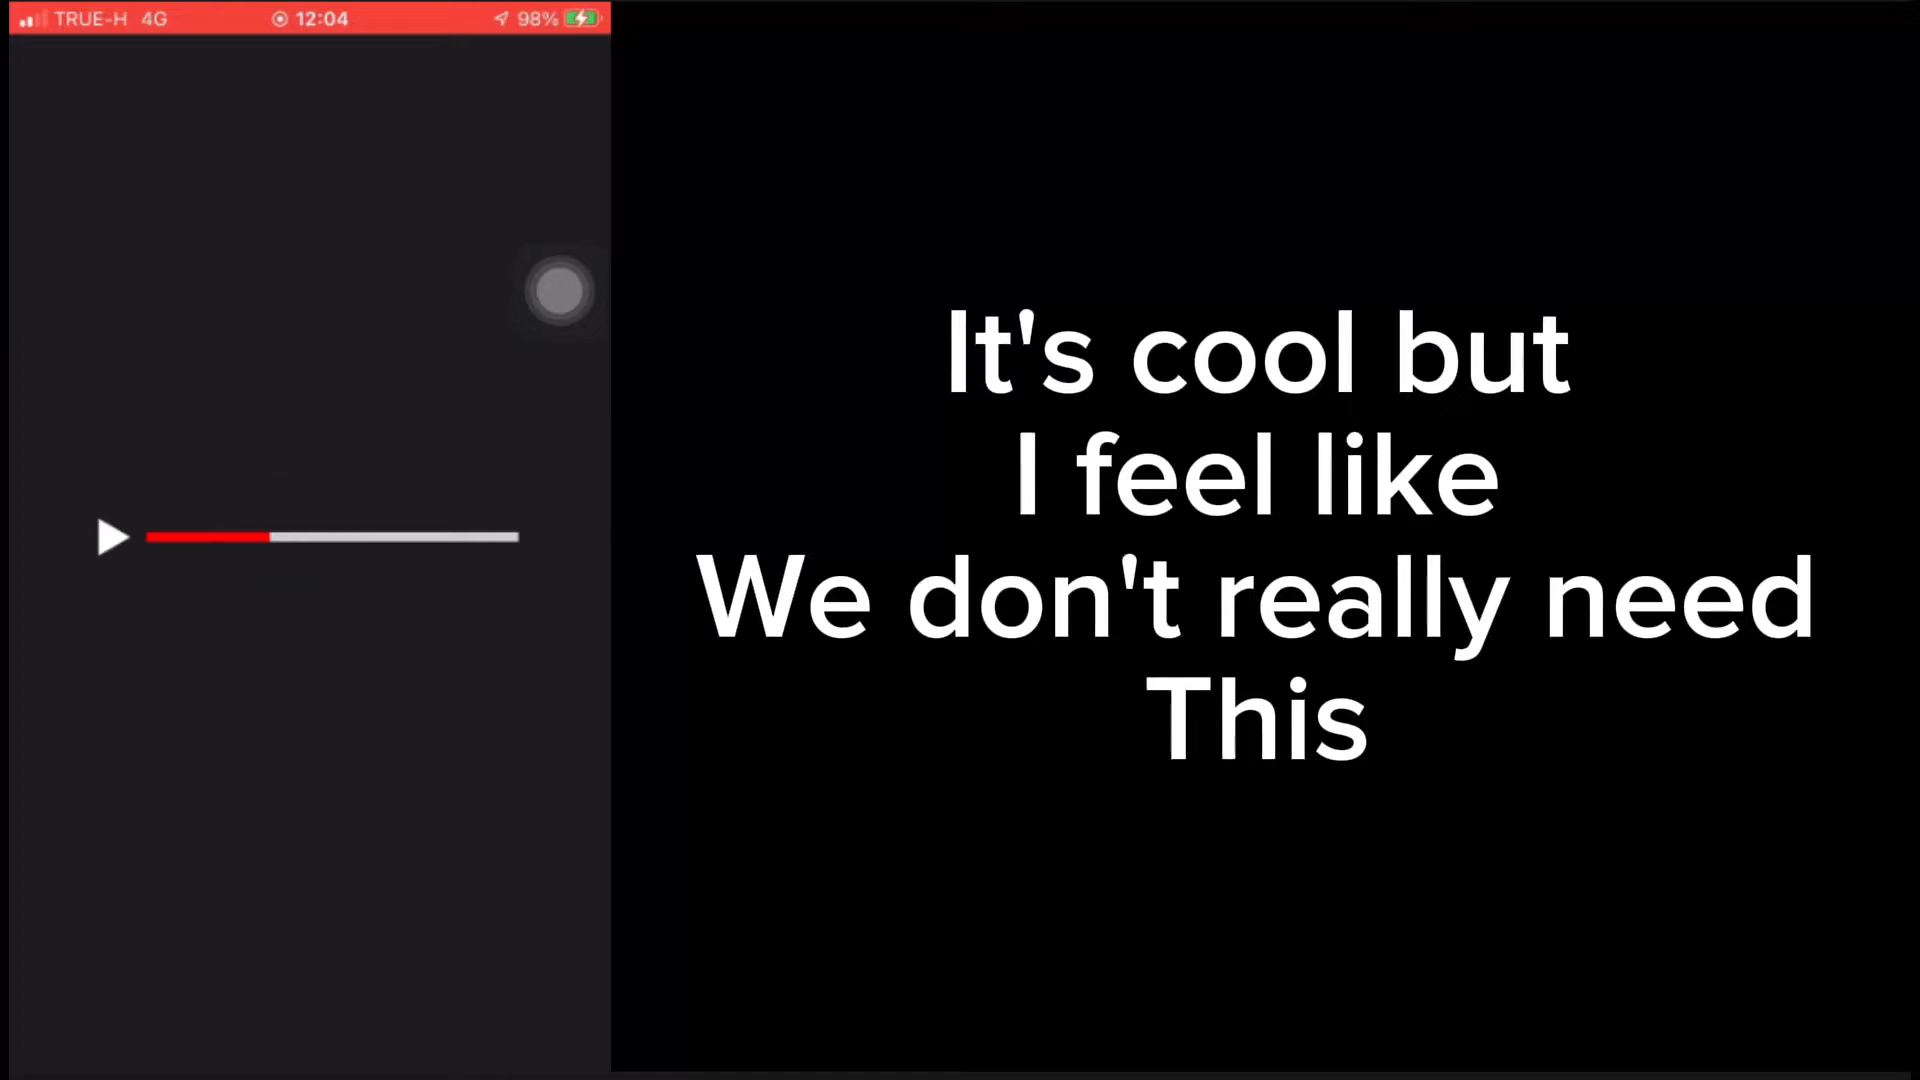 TRUE-H 4G 12:04 98%
It's cool but
I feel like
We don't really need
This